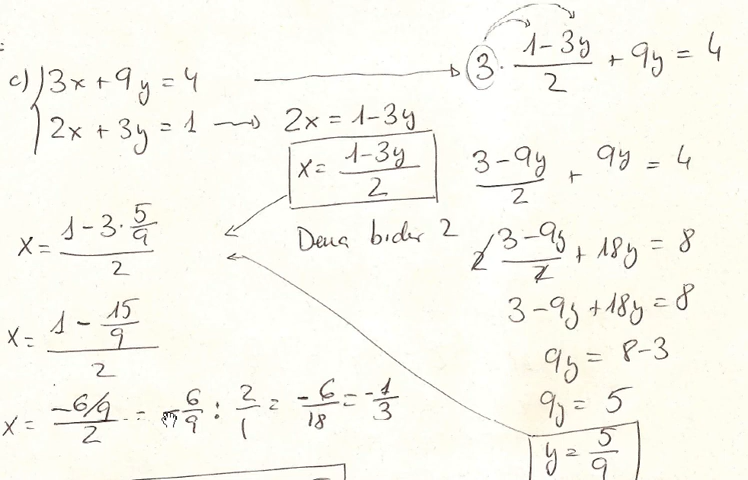 c) 3x + 9y = 4
2x + 3y = 1 → 2x = 1 - 3y
x = (1 - 3y)/2
3 · (1 - 3y)/2 + 9y = 4
(3 - 9y)/2 + 9y = 4
Dena bider 2
2 (3 - 9y)/2 + 18y = 8
3 - 9y + 18y = 8
9y = 8 - 3
9y = 5
y = 5/9
x = (1 - 3 · 5/9)/2
x = (1 - 15/9)/2
x = (-6/9)/2 = -6/9 : 2/1 = -6/18 = -1/3